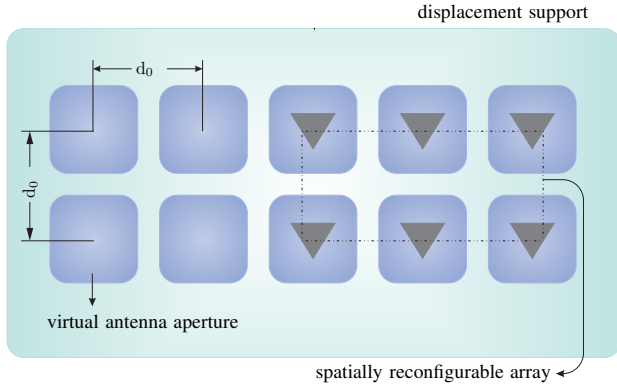 displacement support
d₀
d₀
virtual antenna aperture
spatially reconfigurable array